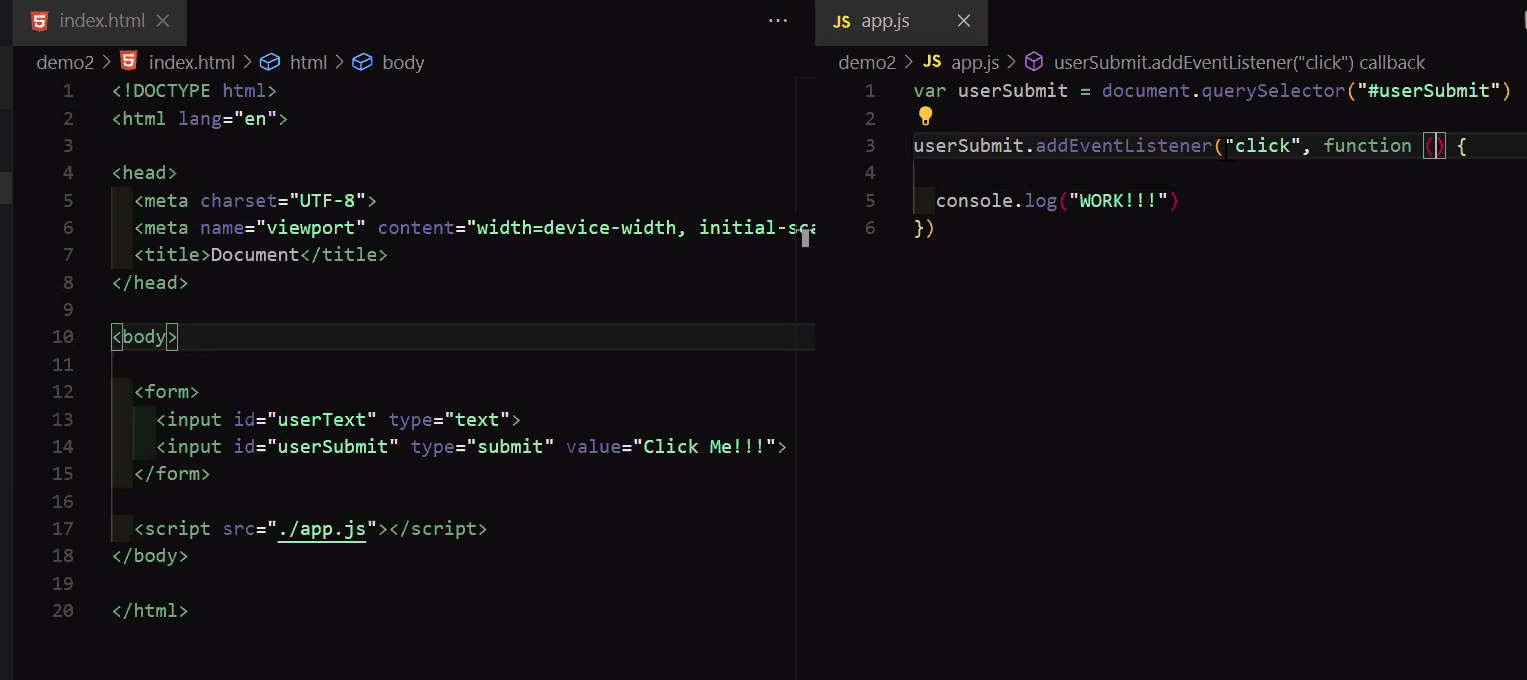 index.html
demo2 > index.html > html > body
1 <!DOCTYPE html>
2 <html lang="en">
3
4 <head>
5 <meta charset="UTF-8">
6 <meta name="viewport" content="width=device-width, initial-sca
7 <title>Document</title>
8 </head>
9
10 <body>
11
12 <form>
13 <input id="userText" type="text">
14 <input id="userSubmit" type="submit" value="Click Me!!!">
15 </form>
16
17 <script src="./app.js"></script>
18 </body>
19
20 </html>
JS app.js
demo2 > JS app.js > userSubmit.addEventListener("click") callback
1 var userSubmit = document.querySelector("#userSubmit")
2
3 userSubmit.addEventListener("click", function () {
4
5 console.log("WORK!!!")
6 })